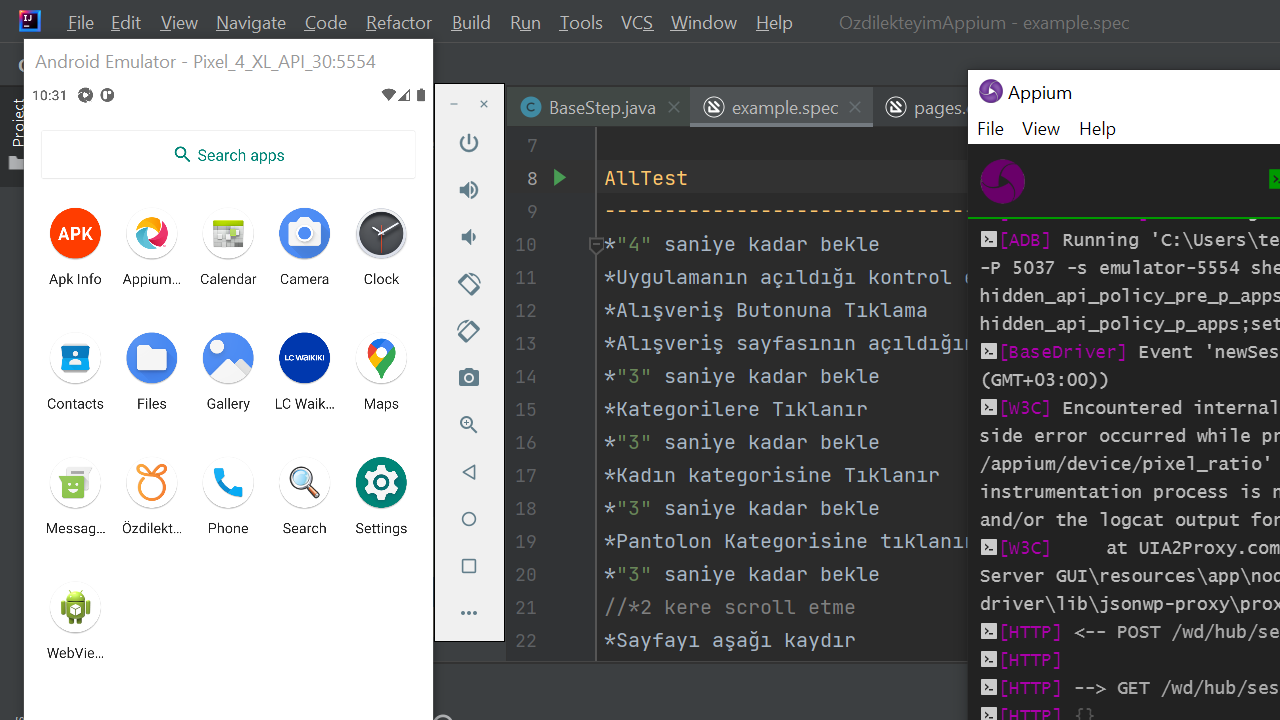 File Edit View Navigate Code Refactor Build Run Tools VCS Window Help OzdilekteyimAppium - example.spec
Android Emulator - Pixel_4_XL_API_30:5554
10:31
Search apps
APK
Apk Info Appium... Calendar Camera Clock
LC WAIKIKI
Contacts Files Gallery LC Waik... Maps
Messag... Özdilekt... Phone Search Settings
WebVie...
Project
BaseStep.java example.spec pages.
7
8 AllTest
9 ------------------------------
10 *"4" saniye kadar bekle
11 *Uygulamanın açıldığı kontrol
12 *Alışveriş Butonuna Tıklama
13 *Alışveriş sayfasının açıldığı
14 *"3" saniye kadar bekle
15 *Kategorilere Tıklanır
16 *"3" saniye kadar bekle
17 *Kadın kategorisine Tıklanır
18 *"3" saniye kadar bekle
19 *Pantolon Kategorisine tıklanır
20 *"3" saniye kadar bekle
21 //*2 kere scroll etme
22 *Sayfayı aşağı kaydır
Appium
File View Help
[ADB] Running 'C:\Users\te
-P 5037 -s emulator-5554 she
hidden_api_policy_pre_p_apps
hidden_api_policy_p_apps;set
[BaseDriver] Event 'newSes
(GMT+03:00))
[W3C] Encountered internal
side error occurred while pr
/appium/device/pixel_ratio'
instrumentation process is n
and/or the logcat output for
[W3C] at UIA2Proxy.com
Server GUI\resources\app\nod
driver\lib\jsonwp-proxy\prox
[HTTP] <-- POST /wd/hub/se
[HTTP]
[HTTP] --> GET /wd/hub/ses
[HTTP] {}